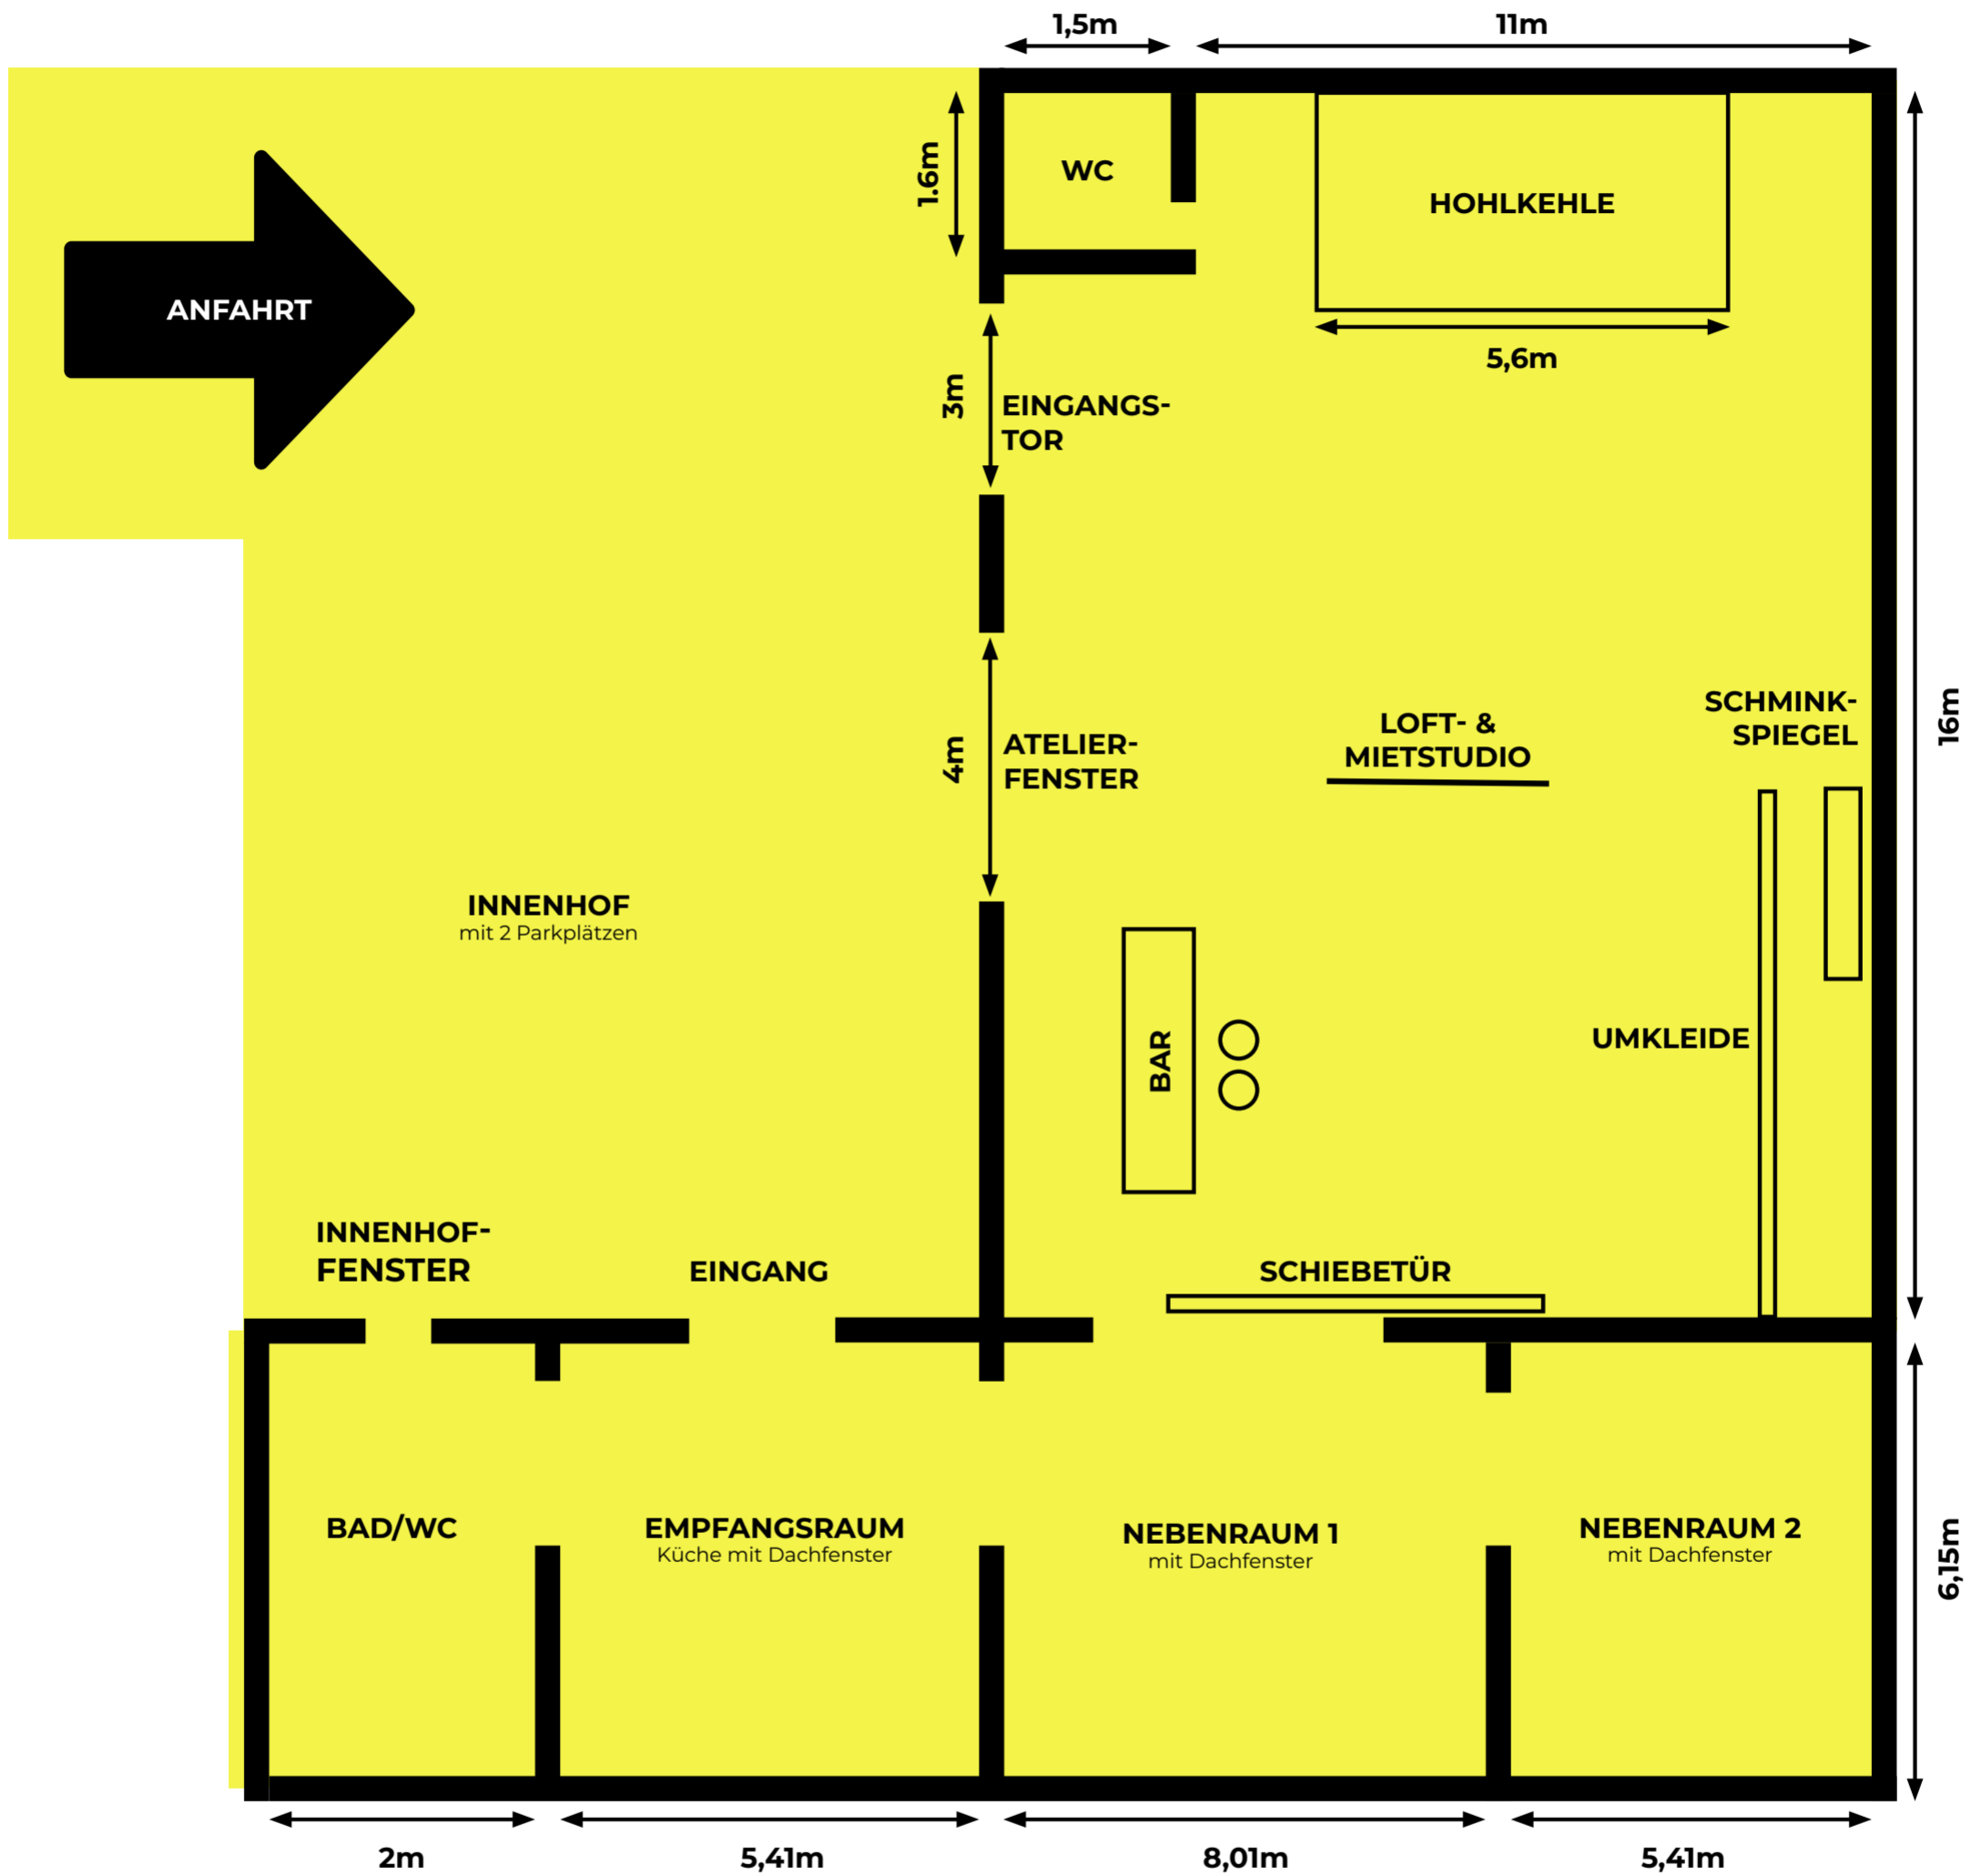 1,5m
11m
1.6m
WC
HOHLKEHLE
ANFAHRT
5,6m
3m
EINGANGS-
TOR
16m
SCHMINK-
SPIEGEL
LOFT- &
MIETSTUDIO
4m
ATELIER-
FENSTER
INNENHOF
mit 2 Parkplätzen
BAR
UMKLEIDE
INNENHOF-
FENSTER
EINGANG
SCHIEBETÜR
BAD/WC
EMPFANGSRAUM
Küche mit Dachfenster
NEBENRAUM 1
mit Dachfenster
NEBENRAUM 2
mit Dachfenster
6,15m
2m
5,41m
8,01m
5,41m